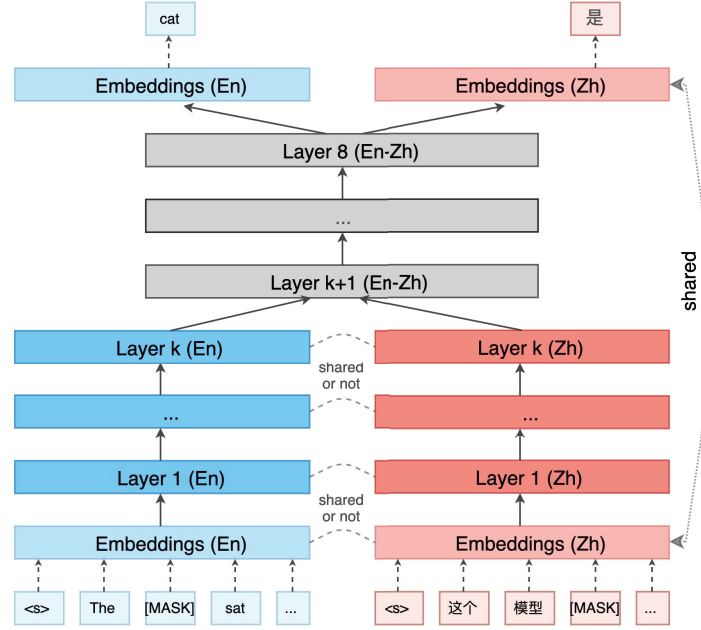 cat
是
Embeddings (En)
Embeddings (Zh)
Layer 8 (En-Zh)
...
Layer k+1 (En-Zh)
shared
Layer k (En)
Layer k (Zh)
shared
or not
...
...
Layer 1 (En)
Layer 1 (Zh)
shared
or not
Embeddings (En)
Embeddings (Zh)
<s>
The
[MASK]
sat
...
<s>
这个
模型
[MASK]
...